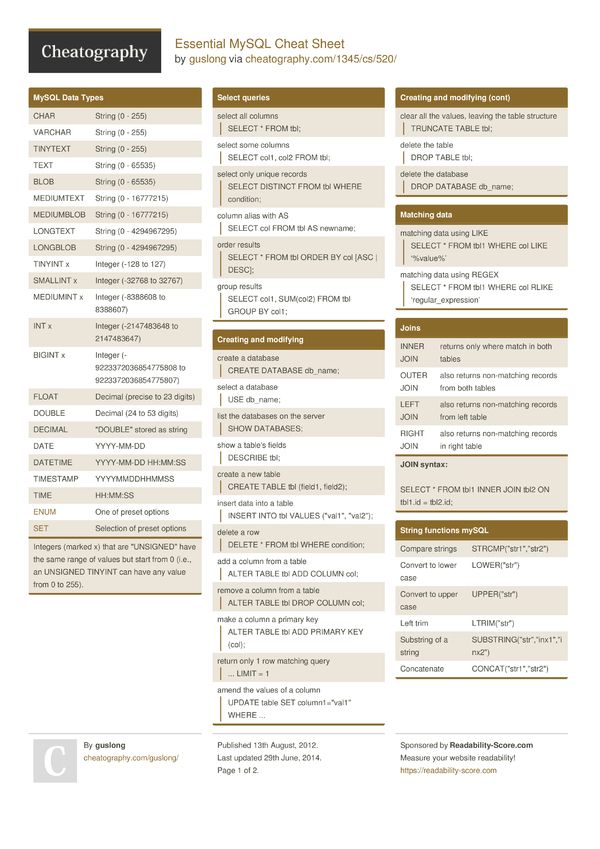 Cheatography
Essential MySQL Cheat Sheet
by guslong via cheatography.com/1345/cs/520/
MySQL Data Types
CHAR String (0 - 255)
VARCHAR String (0 - 255)
TINYTEXT String (0 - 255)
TEXT String (0 - 65535)
BLOB String (0 - 65535)
MEDIUMTEXT String (0 - 16777215)
MEDIUMBLOB String (0 - 16777215)
LONGTEXT String (0 - 4294967295)
LONGBLOB String (0 - 4294967295)
TINYINT x Integer (-128 to 127)
SMALLINT x Integer (-32768 to 32767)
MEDIUMINT x Integer (-8388608 to
8388607)
INT x Integer (-2147483648 to
2147483647)
BIGINT x Integer (-
9223372036854775808 to
9223372036854775807)
FLOAT Decimal (precise to 23 digits)
DOUBLE Decimal (24 to 53 digits)
DECIMAL "DOUBLE" stored as string
DATE YYYY-MM-DD
DATETIME YYYY-MM-DD HH:MM:SS
TIMESTAMP YYYYMMDDHHMMSS
TIME HH:MM:SS
ENUM One of preset options
SET Selection of preset options
Integers (marked x) that are "UNSIGNED" have
the same range of values but start from 0 (i.e.,
an UNSIGNED TINYINT can have any value
from 0 to 255).
Select queries
select all columns
SELECT * FROM tbl;
select some columns
SELECT col1, col2 FROM tbl;
select only unique records
SELECT DISTINCT FROM tbl WHERE
condition;
column alias with AS
SELECT col FROM tbl AS newname;
order results
SELECT * FROM tbl ORDER BY col [ASC |
DESC];
group results
SELECT col1, SUM(col2) FROM tbl
GROUP BY col1;
Creating and modifying
create a database
CREATE DATABASE db_name;
select a database
USE db_name;
list the databases on the server
SHOW DATABASES;
show a table's fields
DESCRIBE tbl;
create a new table
CREATE TABLE tbl (field1, field2);
insert data into a table
INSERT INTO tbl VALUES ("val1", "val2");
delete a row
DELETE * FROM tbl WHERE condition;
add a column from a table
ALTER TABLE tbl ADD COLUMN col;
remove a column from a table
ALTER TABLE tbl DROP COLUMN col;
make a column a primary key
ALTER TABLE tbl ADD PRIMARY KEY
(col);
return only 1 row matching query
... LIMIT = 1
amend the values of a column
UPDATE table SET column1="val1"
WHERE ...
Creating and modifying (cont)
clear all the values, leaving the table structure
TRUNCATE TABLE tbl;
delete the table
DROP TABLE tbl;
delete the database
DROP DATABASE db_name;
Matching data
matching data using LIKE
SELECT * FROM tbl1 WHERE col LIKE
'%value%'
matching data using REGEX
SELECT * FROM tbl1 WHERE col RLIKE
'regular_expression'
Joins
INNER returns only where match in both
JOIN tables
OUTER also returns non-matching records
JOIN from both tables
LEFT also returns non-matching records
JOIN from left table
RIGHT also returns non-matching records
JOIN in right table
JOIN syntax:
SELECT * FROM tbl1 INNER JOIN tbl2 ON
tbl1.id = tbl2.id;
String functions mySQL
Compare strings STRCMP("str1","str2")
Convert to lower LOWER("str")
case
Convert to upper UPPER("str")
case
Left trim LTRIM("str")
Substring of a SUBSTRING("str","inx1","i
string nx2")
Concatenate CONCAT("str1","str2")
C
By guslong
cheatography.com/guslong/
Published 13th August, 2012.
Last updated 29th June, 2014.
Page 1 of 2.
Sponsored by Readability-Score.com
Measure your website readability!
https://readability-score.com